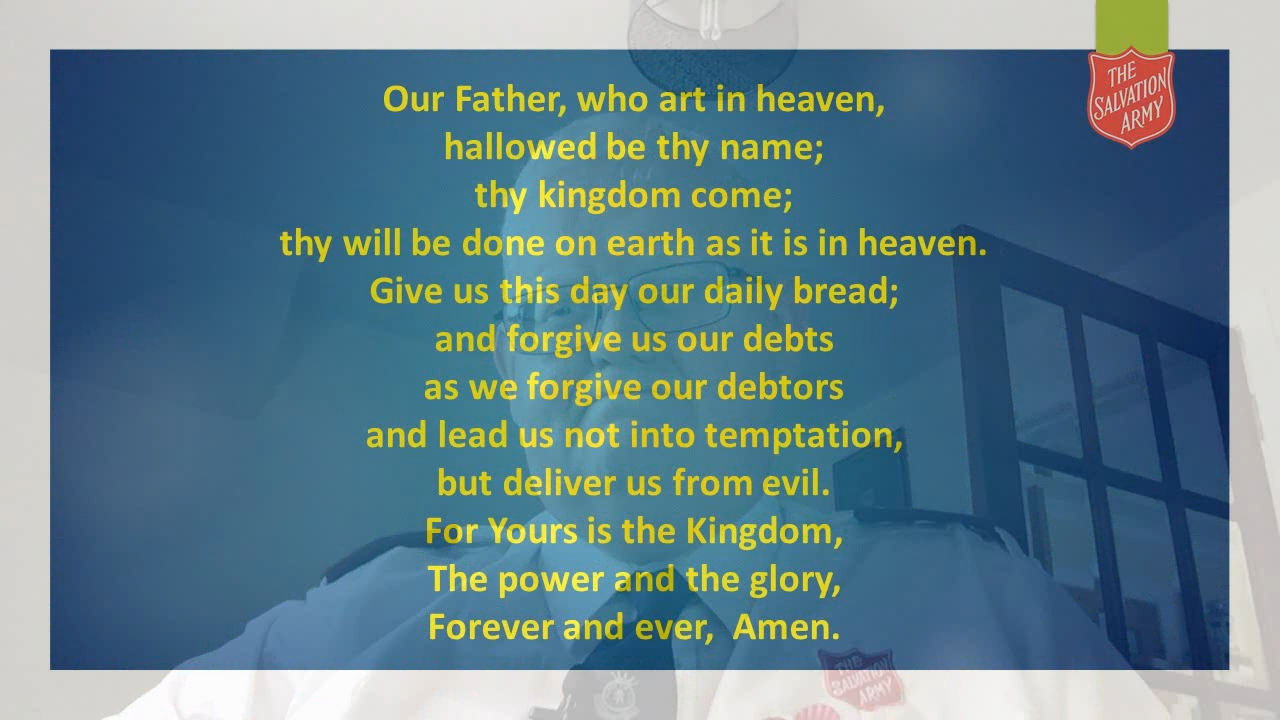 Our Father, who art in heaven,
hallowed be thy name;
thy kingdom come;
thy will be done on earth as it is in heaven.
Give us this day our daily bread;
and forgive us our debts
as we forgive our debtors
and lead us not into temptation,
but deliver us from evil.
For Yours is the Kingdom,
The power and the glory,
Forever and ever,  Amen.
THE
SALVATION
ARMY
THE
SALVATION
ARMY